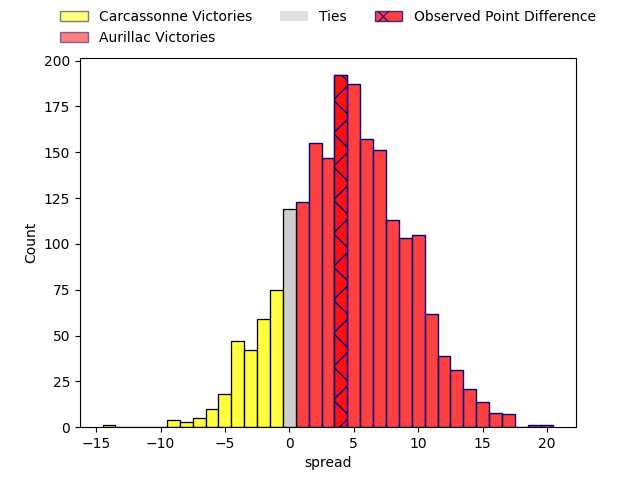 Carcassonne Victories
Ties
Observed Point Difference
Aurillac Victories
200
175
150
125
100
75
50
25
0
Count
−15
−10
−5
0
5
10
15
20
spread